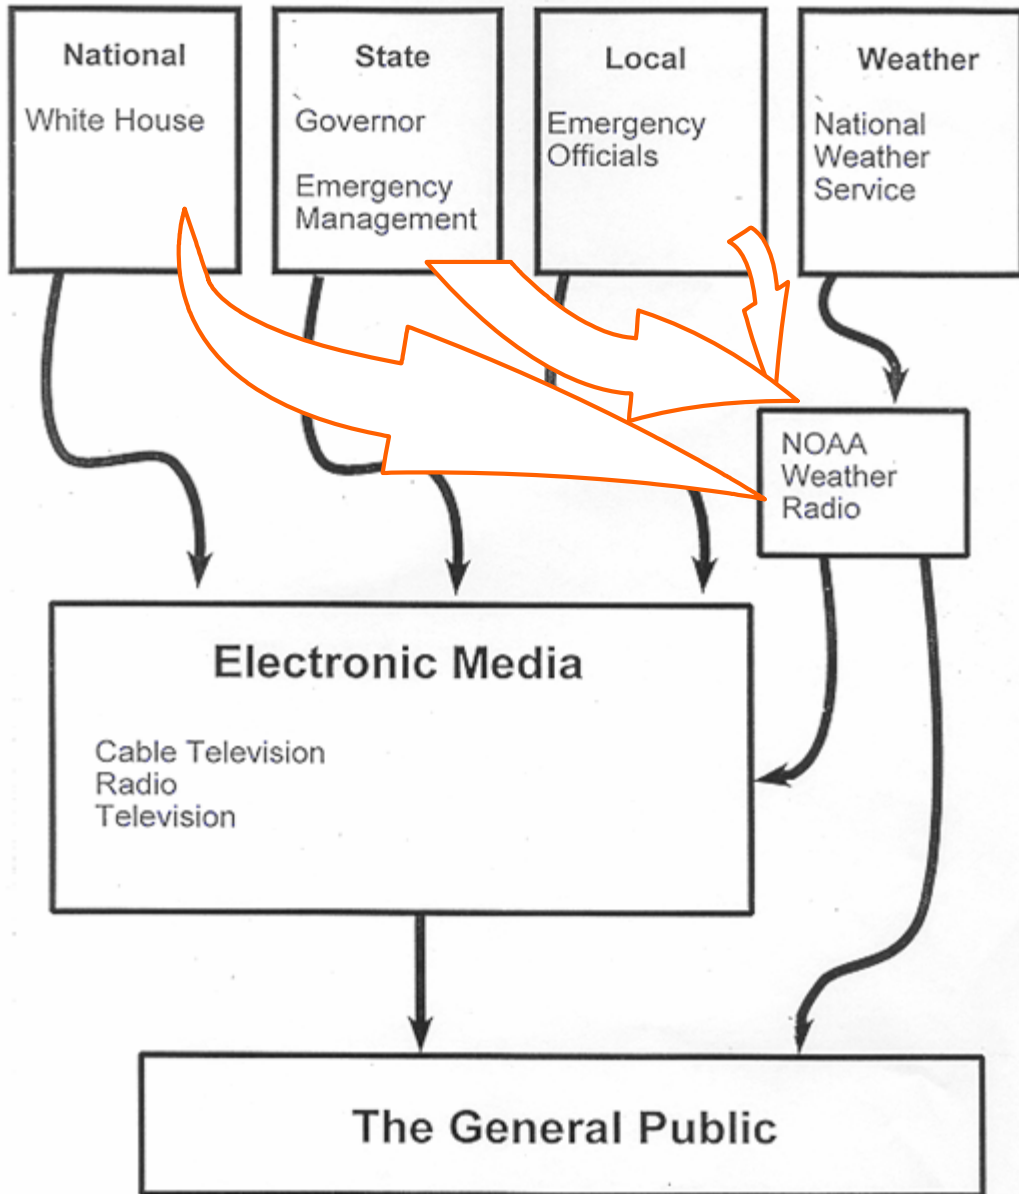 National
White House
State
Governor
Emergency
Management
Local
Emergency
Officials
Weather
National
Weather
Service
NOAA
Weather
Radio
Electronic Media
Cable Television
Radio
Television
The General Public